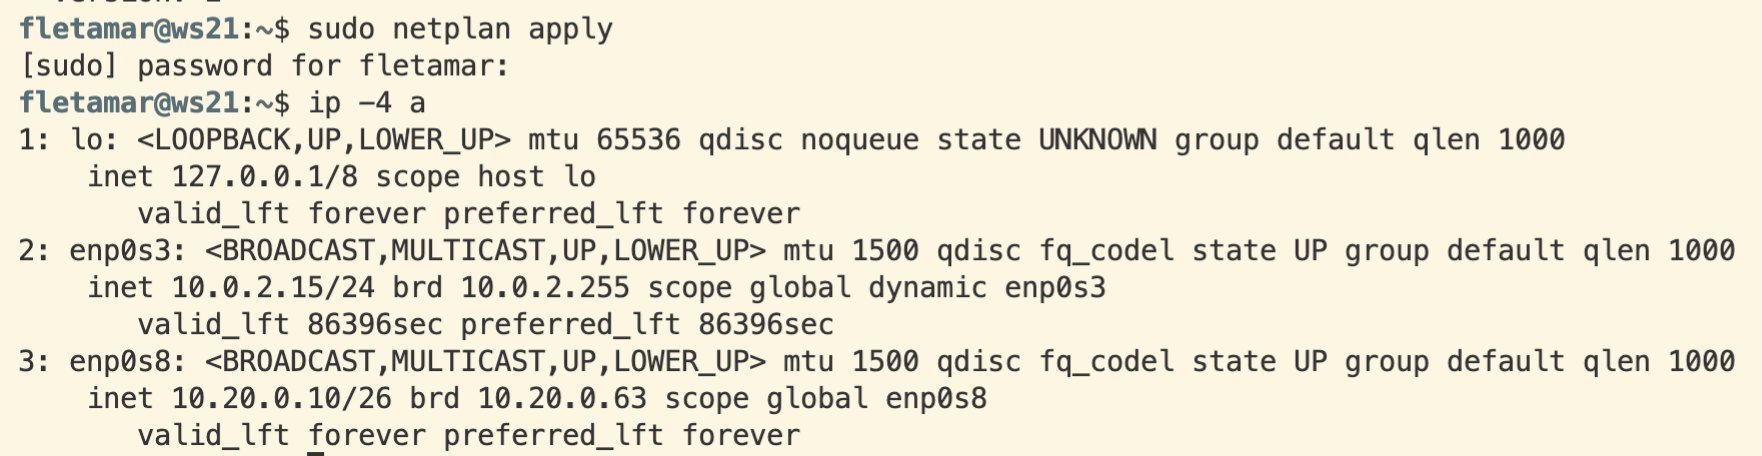 fletamar@ws21:~$ sudo netplan apply
[sudo] password for fletamar:
fletamar@ws21:~$ ip -4 a
1: lo: <LOOPBACK,UP,LOWER_UP> mtu 65536 qdisc noqueue state UNKNOWN group default qlen 1000
    inet 127.0.0.1/8 scope host lo
       valid_lft forever preferred_lft forever
2: enp0s3: <BROADCAST,MULTICAST,UP,LOWER_UP> mtu 1500 qdisc fq_codel state UP group default qlen 1000
    inet 10.0.2.15/24 brd 10.0.2.255 scope global dynamic enp0s3
       valid_lft 86396sec preferred_lft 86396sec
3: enp0s8: <BROADCAST,MULTICAST,UP,LOWER_UP> mtu 1500 qdisc fq_codel state UP group default qlen 1000
    inet 10.20.0.10/26 brd 10.20.0.63 scope global enp0s8
       valid_lft forever preferred_lft forever